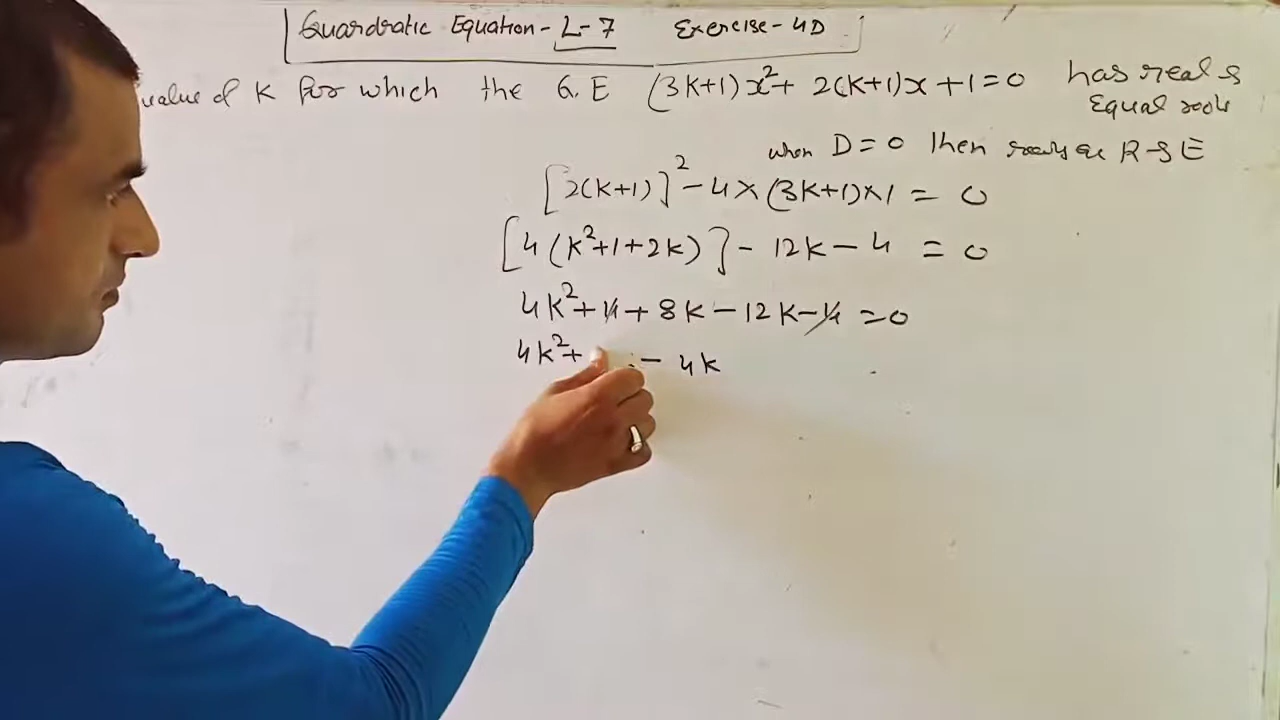 Quardratic Equation - L-7 Exercise - 4D
value of K for which the Q.E (3K+1)x²+ 2(K+1)x + 1 = 0 has real &
Equal roots
when D = 0 then roots are R & E
[2(K+1)]² - 4 × (3K+1) × 1 = 0
[4 (K²+1+2K)] - 12K - 4 = 0
4K² + 4 + 8K - 12K - 4 = 0
4K² + - 4K